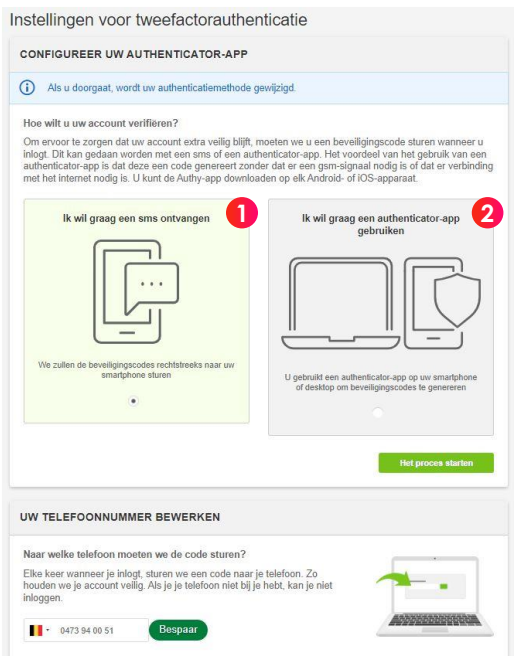 Instellingen voor tweefactorauthenticatie
CONFIGUREER UW AUTHENTICATOR-APP
Als u doorgaat, wordt uw authenticatiemethode gewijzigd.
Hoe wilt u uw account verifiëren?
Om ervoor te zorgen dat uw account extra veilig blijft, moeten we u een beveiligingscode sturen wanneer u
inlogt. Dit kan gedaan worden met een sms of een authenticator-app. Het voordeel van het gebruik van een
authenticator-app is dat deze een code genereert zonder dat er een gsm-signaal nodig is of dat er verbinding
met het internet nodig is. U kunt de Authy-app downloaden op elk Android- of iOS-apparaat.
Ik wil graag een sms ontvangen
1
We zullen de beveiligingscodes rechtstreeks naar uw
smartphone sturen
Ik wil graag een authenticator-app
gebruiken
2
U gebruikt een authenticator-app op uw smartphone
of desktop om beveiligingscodes te genereren
Het proces starten
UW TELEFOONNUMMER BEWERKEN
Naar welke telefoon moeten we de code sturen?
Elke keer wanneer je inlogt, sturen we een code naar je telefoon. Zo
houden we je account veilig. Als je je telefoon niet bij je hebt, kan je niet
inloggen.
0473 94 00 51
Bespaar